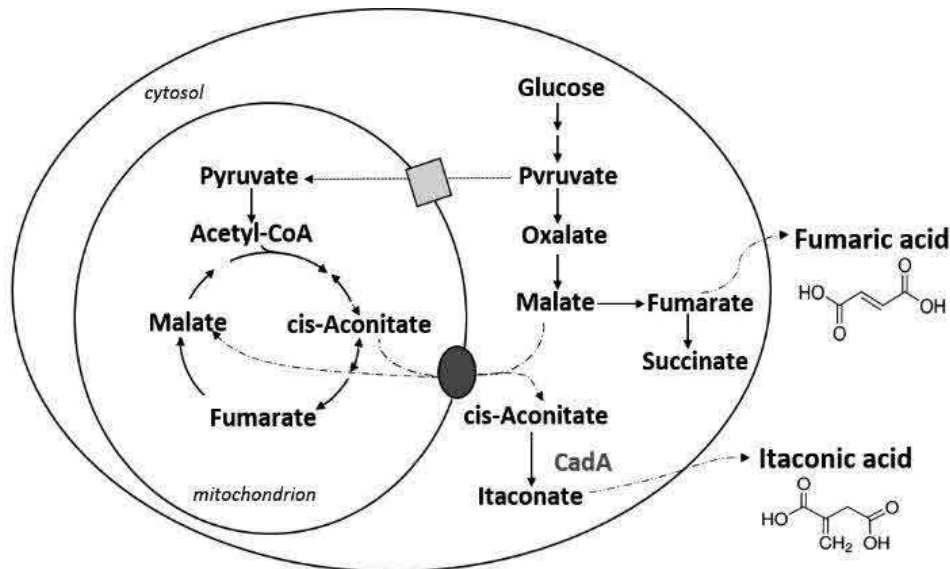 cytosol
Glucose
Pyruvate
Pvruvate
Acetyl-CoA
Oxalate
Fumaric acid
O
HO
OH
O
Malate
cis-Aconitate
Malate
Fumarate
Succinate
Fumarate
cis-Aconitate
CadA
Itaconic acid
mitochondrion
Itaconate
O
O
HO
CH₂
OH